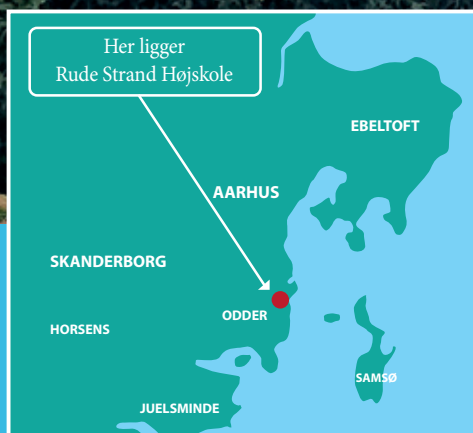 Her ligger
Rude Strand Højskole
EBELTOFT
AARHUS
SKANDERBORG
ODDER
HORSENS
SAMSØ
JUELSMINDE